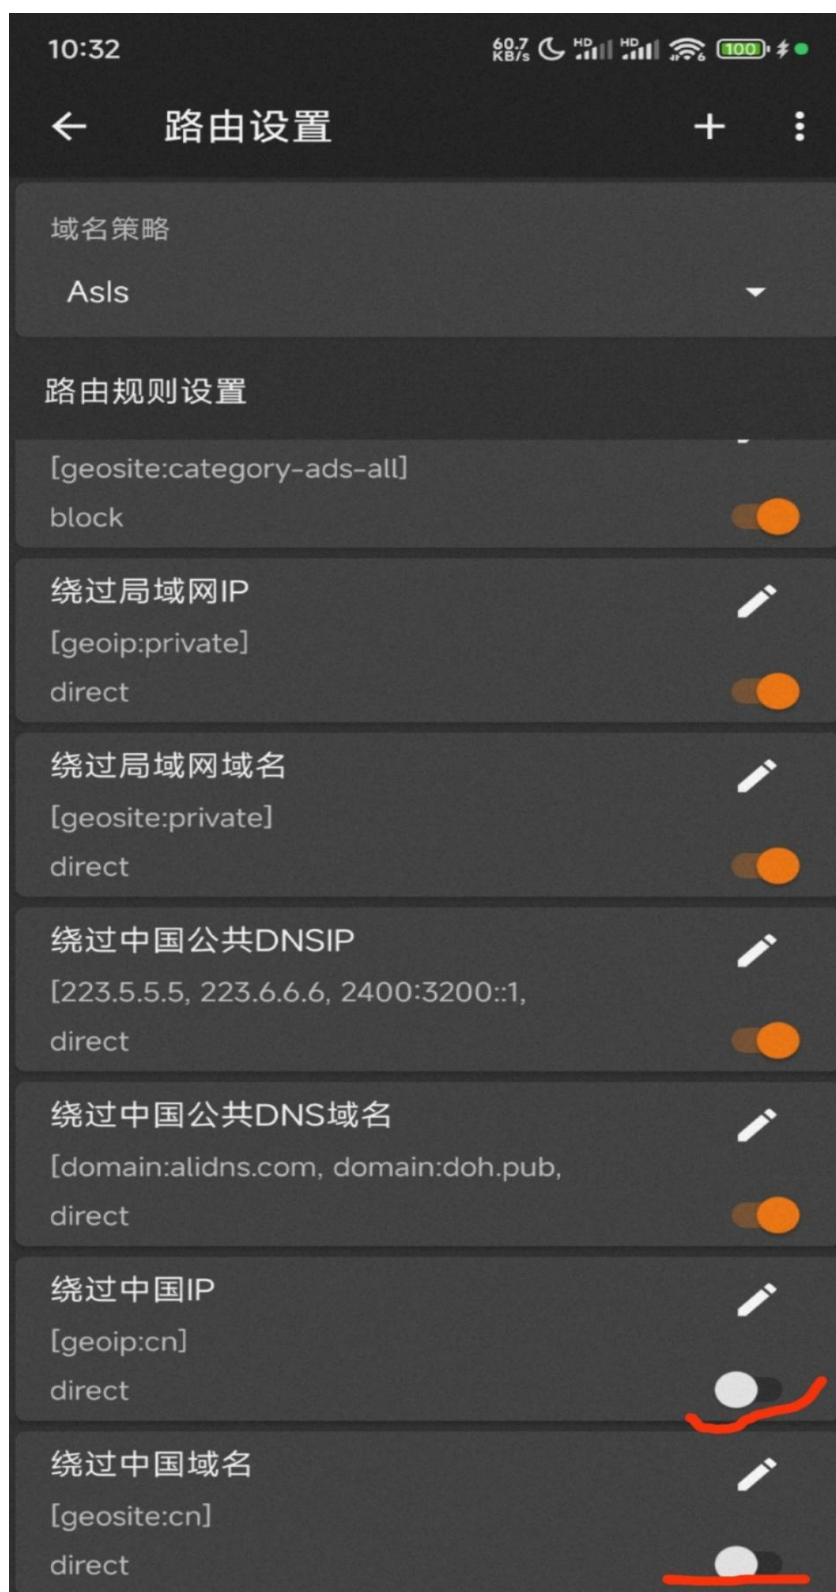 10:32
60.7 KB/s HD HD 6 100
路由设置
域名策略
AsIs
路由规则设置
[geosite:category-ads-all]
block
绕过局域网IP
[geoip:private]
direct
绕过局域网域名
[geosite:private]
direct
绕过中国公共DNSIP
[223.5.5.5, 223.6.6.6, 2400:3200::1,
direct
绕过中国公共DNS域名
[domain:alidns.com, domain:doh.pub,
direct
绕过中国IP
[geoip:cn]
direct
绕过中国域名
[geosite:cn]
direct